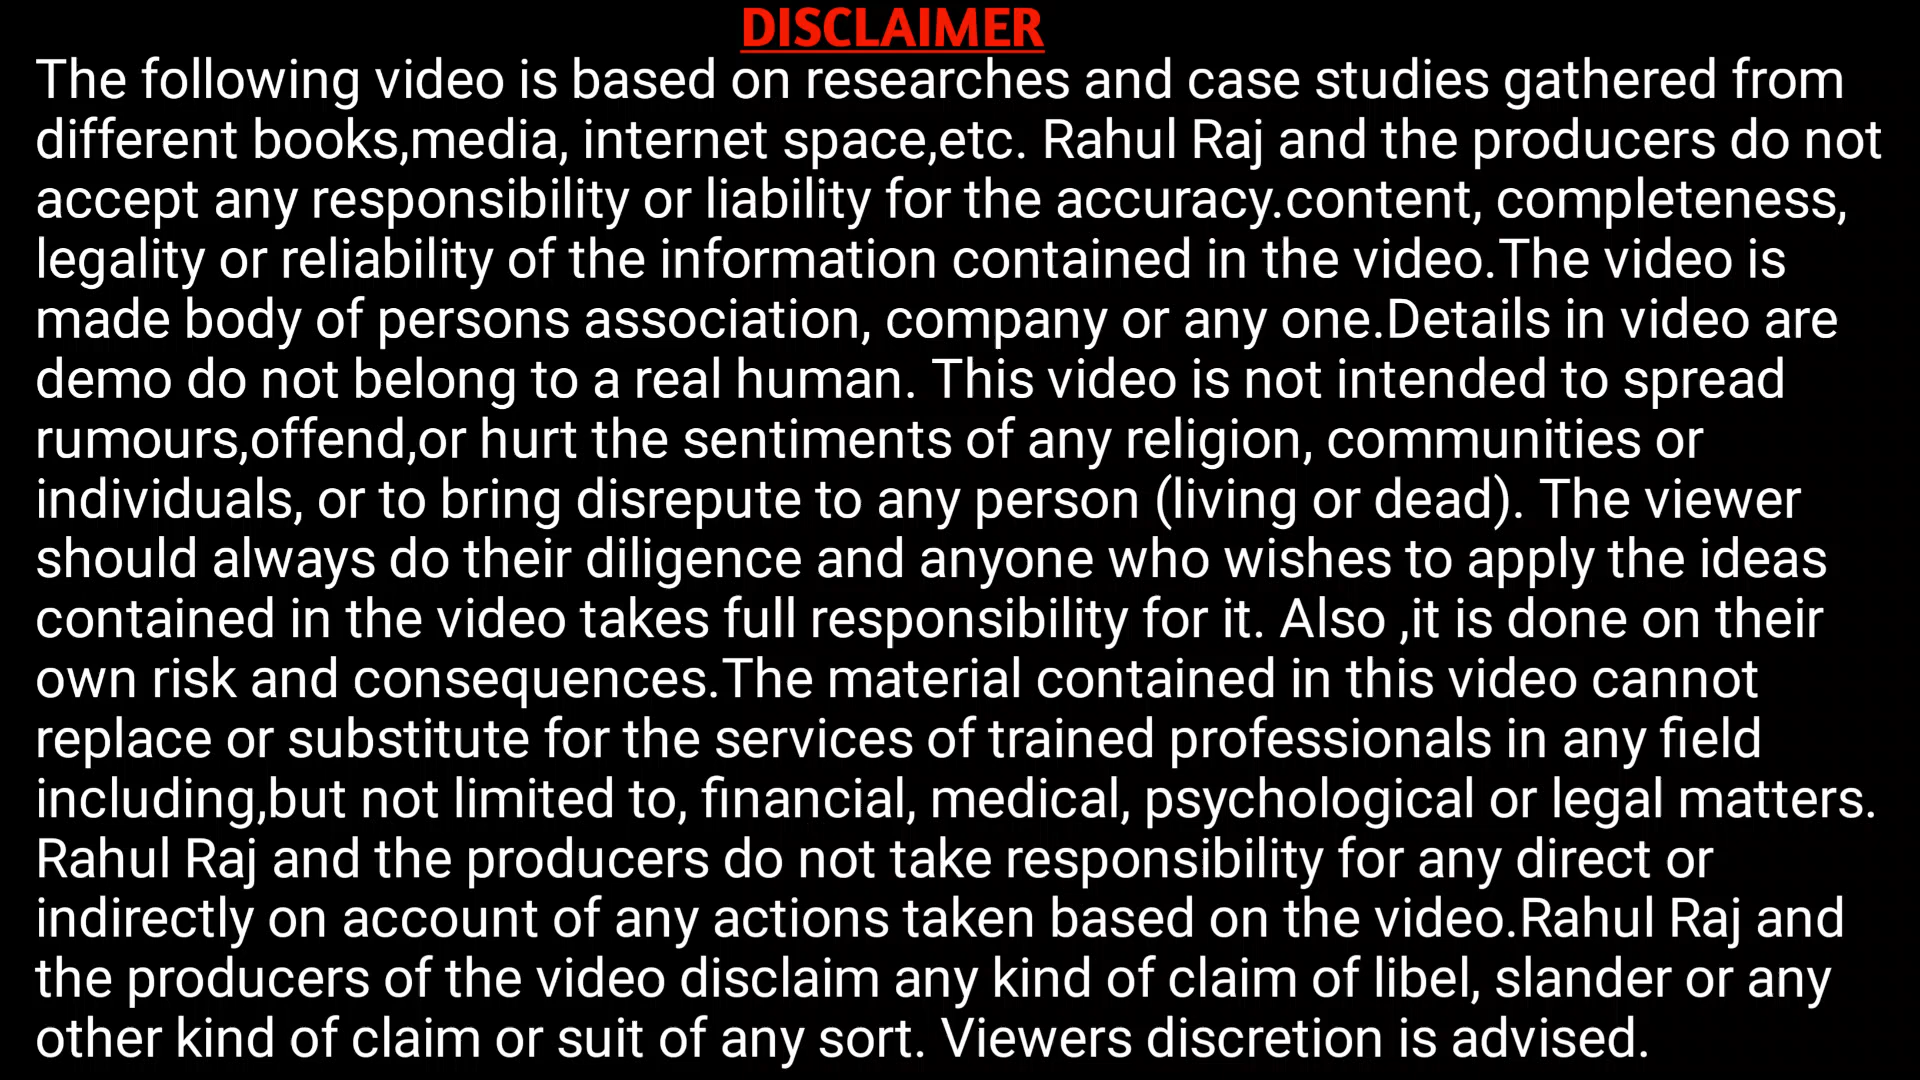 DISCLAIMER
The following video is based on researches and case studies gathered from
different books,media, internet space,etc. Rahul Raj and the producers do not
accept any responsibility or liability for the accuracy.content, completeness,
legality or reliability of the information contained in the video.The video is
made body of persons association, company or any one.Details in video are
demo do not belong to a real human. This video is not intended to spread
rumours,offend,or hurt the sentiments of any religion, communities or
individuals, or to bring disrepute to any person (living or dead). The viewer
should always do their diligence and anyone who wishes to apply the ideas
contained in the video takes full responsibility for it. Also ,it is done on their
own risk and consequences.The material contained in this video cannot
replace or substitute for the services of trained professionals in any field
including,but not limited to, financial, medical, psychological or legal matters.
Rahul Raj and the producers do not take responsibility for any direct or
indirectly on account of any actions taken based on the video.Rahul Raj and
the producers of the video disclaim any kind of claim of libel, slander or any
other kind of claim or suit of any sort. Viewers discretion is advised.